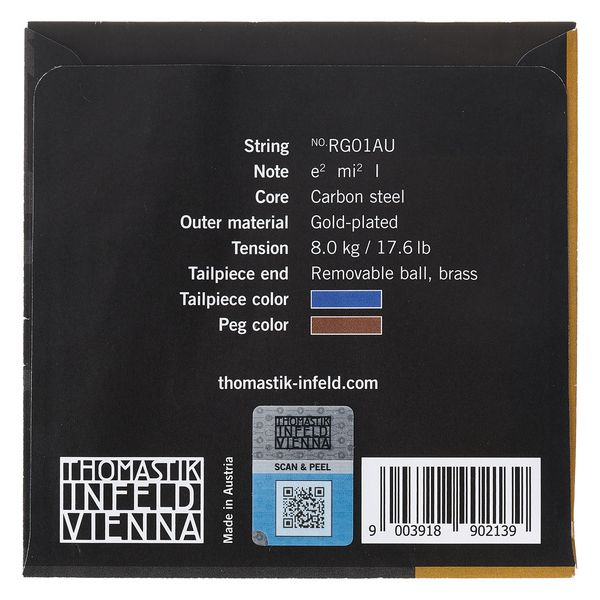 String NO. RG01AU
Note e² mi² I
Core Carbon steel
Outer material Gold-plated
Tension 8.0 kg / 17.6 lb
Tailpiece end Removable ball, brass
Tailpiece color
Peg color
thomastik-infeld.com
THOMASTIK
INFELD
VIENNA
Made in Austria
THOMASTIK
INFELD
VIENNA
SCAN & PEEL
9 003918 902139